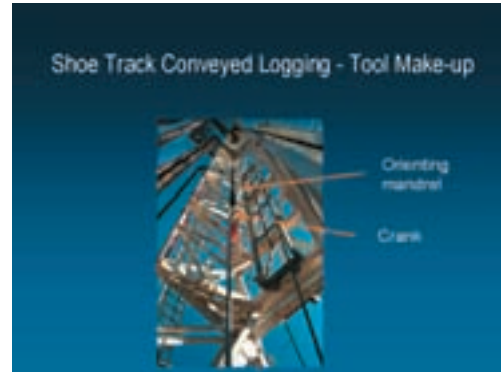 Shoe Track Conveyed Logging - Tool Make-up
Orienting
mandrel
Crank